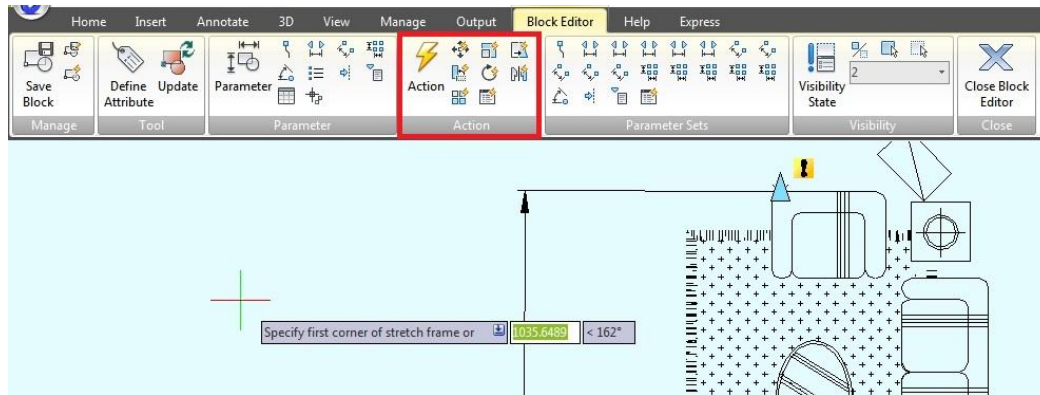 Home Insert Annotate 3D View Manage Output Block Editor Help Express
Save
Block
Define
Attribute
Update
Parameter
Action
2
Visibility
State
Close Block
Editor
Manage Tool Parameter Action Parameter Sets Visibility Close
Specify first corner of stretch frame or 1035.6489 < 162°